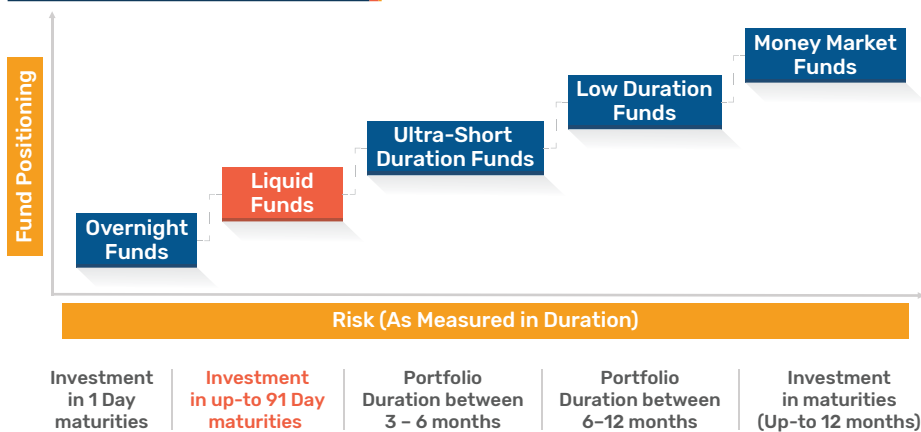 Fund Positioning
Money Market
Funds
Low Duration
Funds
Ultra-Short
Duration Funds
Liquid
Funds
Overnight
Funds
Risk (As Measured in Duration)
Investment
in 1 Day
maturities
Investment
in up-to 91 Day
maturities
Portfolio
Duration between
3 – 6 months
Portfolio
Duration between
6–12 months
Investment
in maturities
(Up-to 12 months)